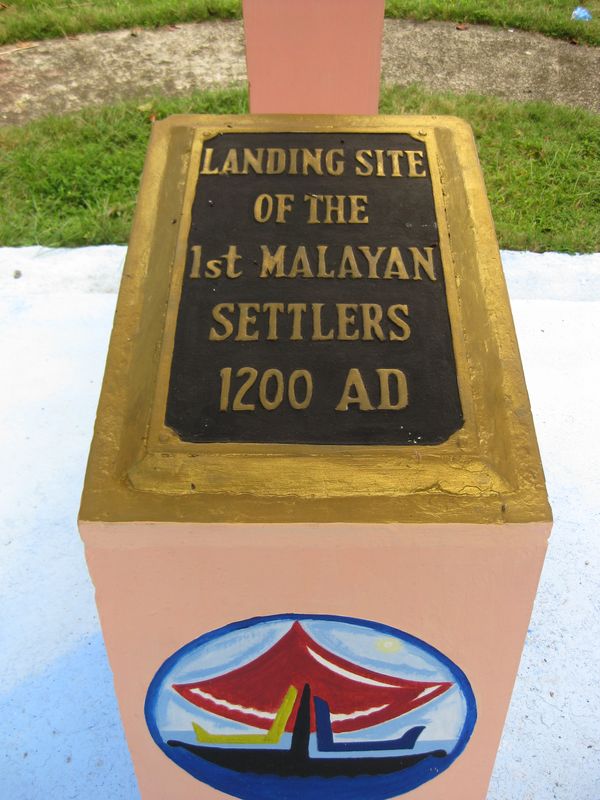 LANDING SITE
OF THE
1st MALAYAN
SETTLERS
1200 AD